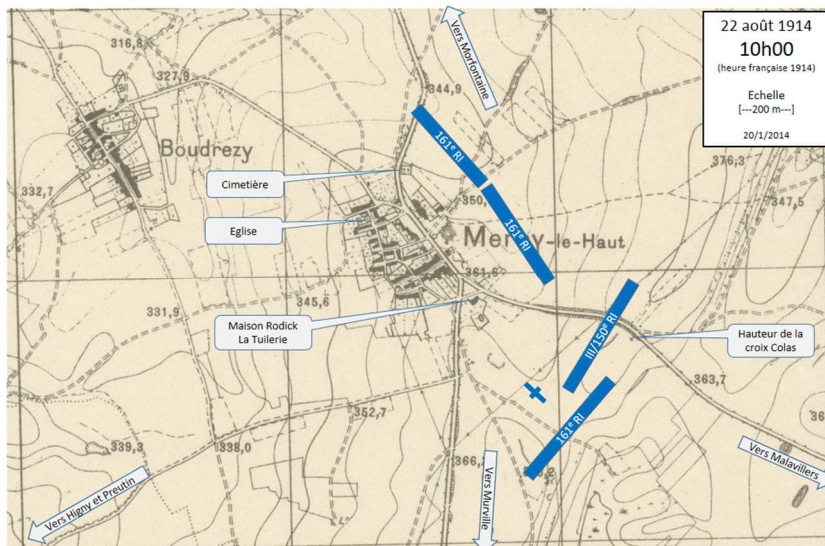 22 août 1914
10h00
(heure française 1914)
Echelle
[---200 m---]
20/1/2014
Vers Morfontaine
316,8
327,9
344,9
Boudrezy
161e RI
376,3
332,7
Cimetière
350,
347,5
Eglise
161e RI
Mercy-le-Haut
361,6
345,6
331,9
Maison Rodick
La Tuilerie
III/150e RI
Hauteur de la
croix Colas
363,7
352,7
161e RI
339,3
338,0
366,
36
Vers Higny et Preutin
Vers Murville
Vers Malavillers